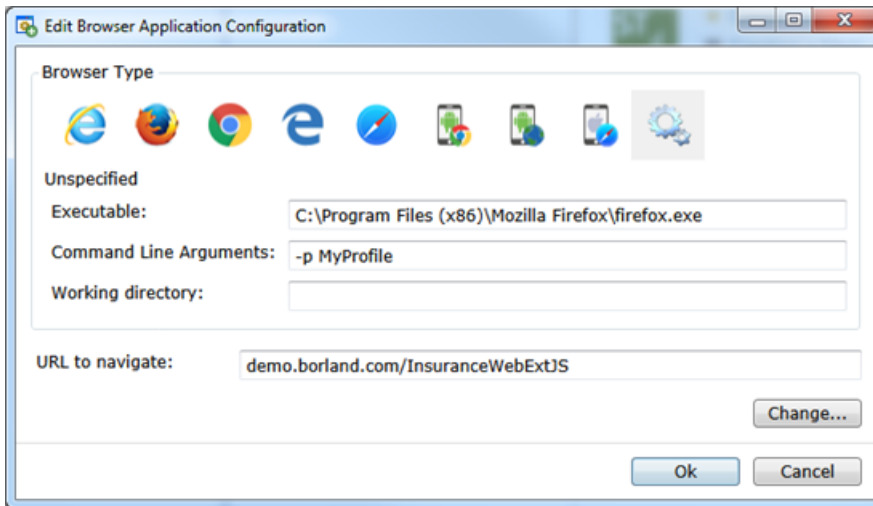 Edit Browser Application Configuration
Browser Type
Unspecified
Executable: C:\Program Files (x86)\Mozilla Firefox\firefox.exe
Command Line Arguments: -p MyProfile
Working directory:
URL to navigate: demo.borland.com/InsuranceWebExtJS
Change...
Ok Cancel